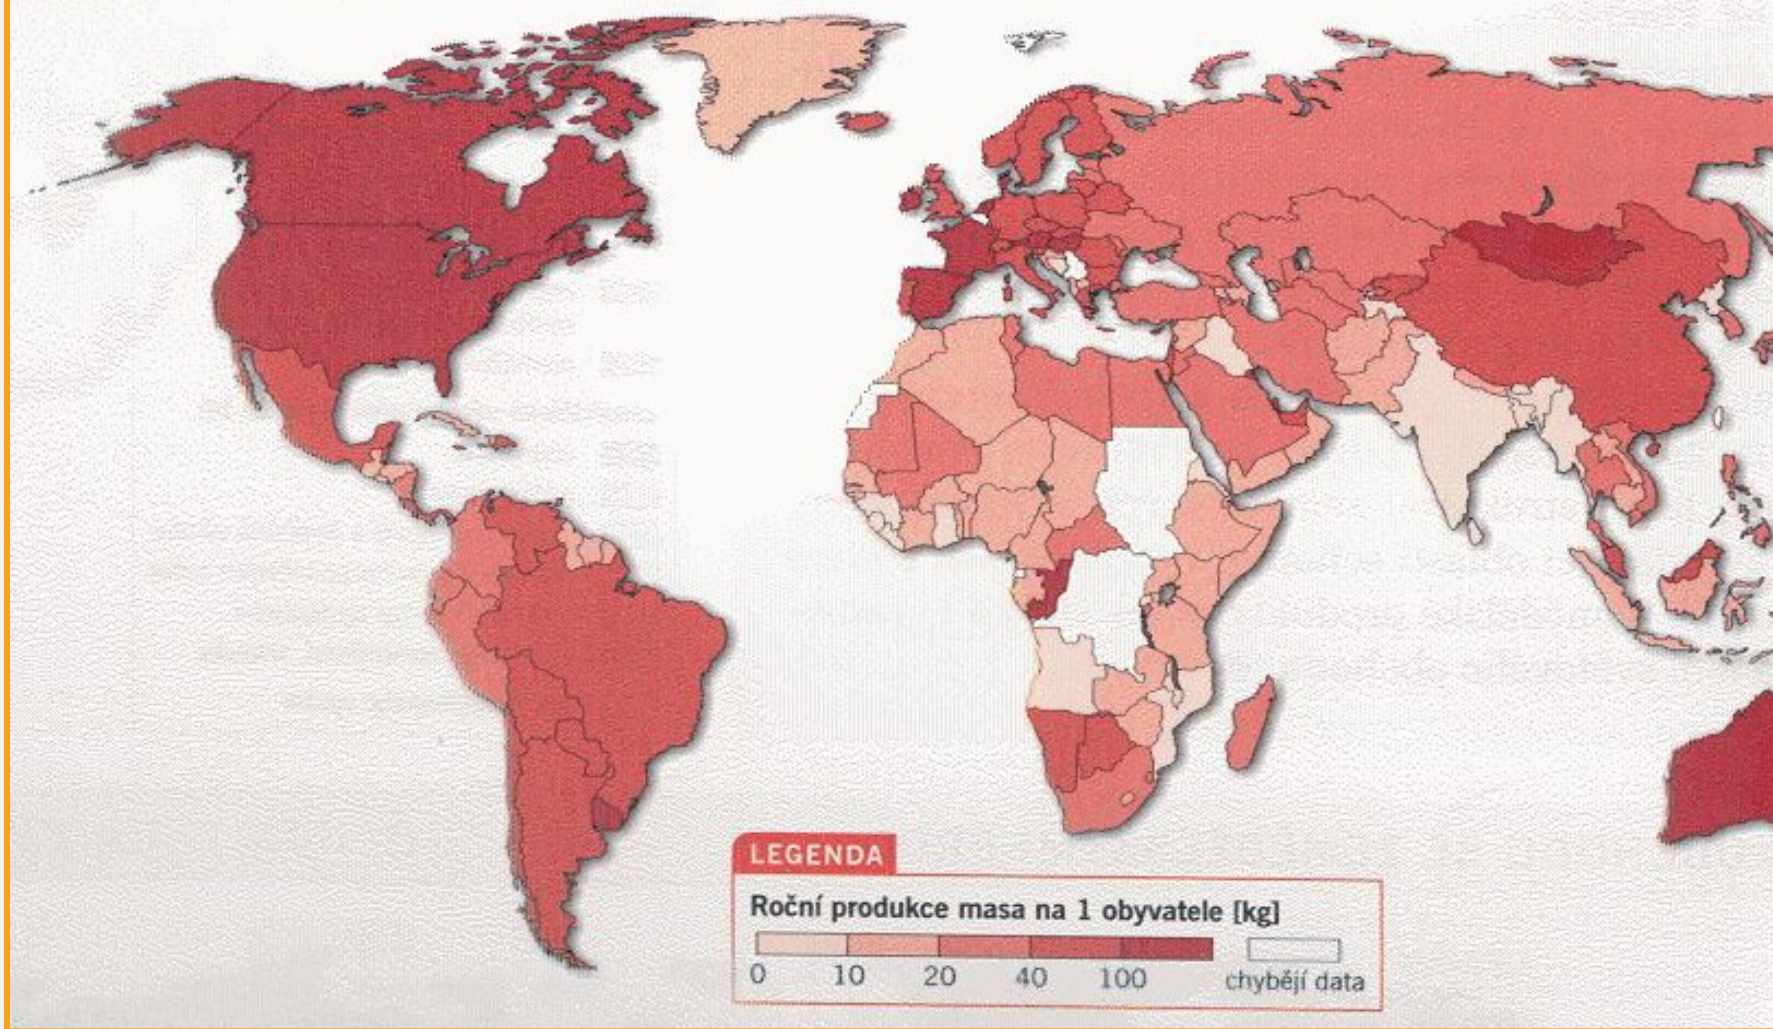 LEGENDA
Roční produkce masa na 1 obyvatele [kg]
0 10 20 40 100 chybějí data